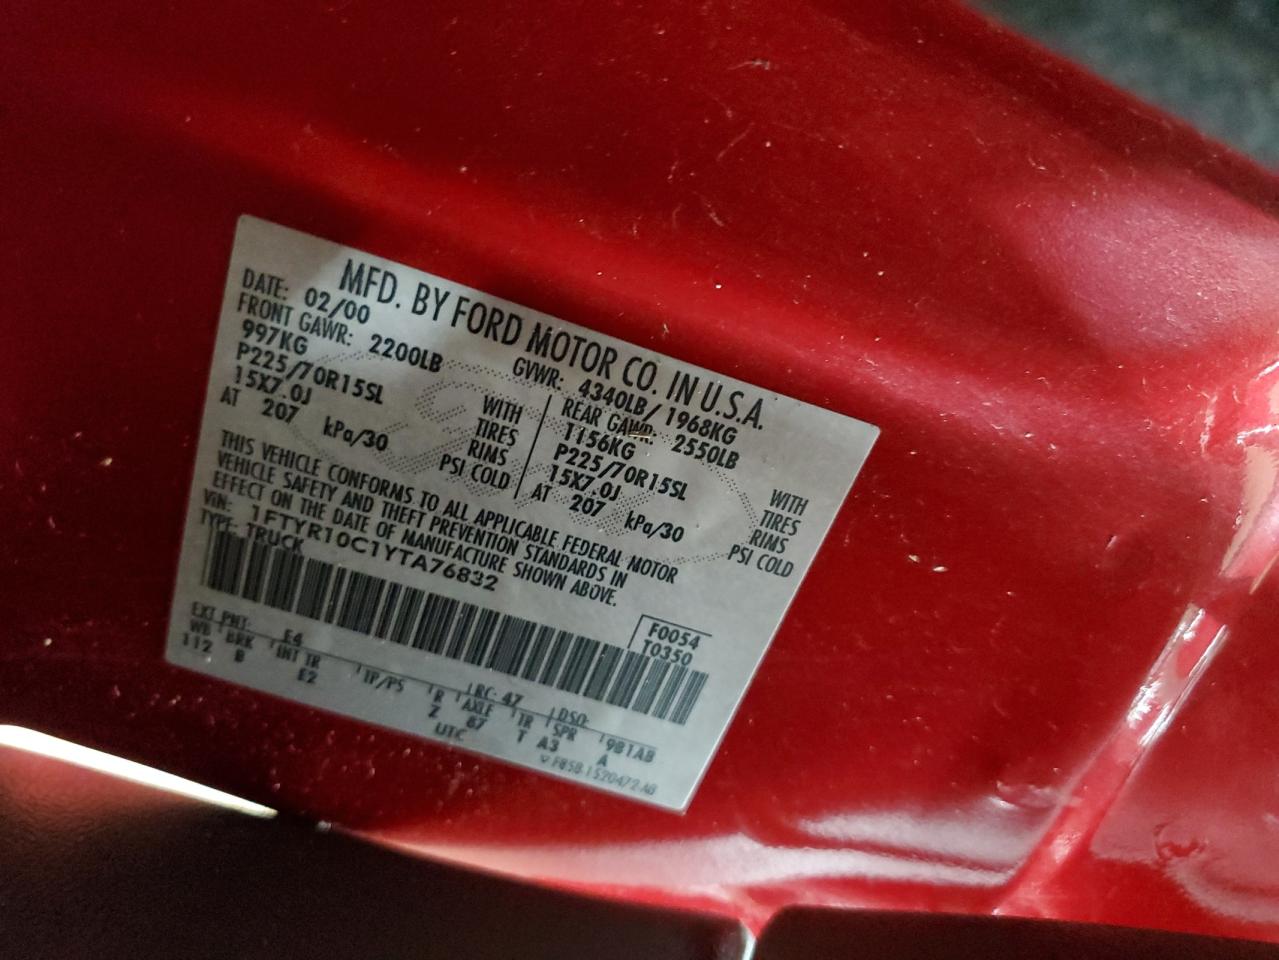 MFD. BY FORD MOTOR CO. IN U.S.A.
DATE: 02/00 GVWR: 4340LB/1968KG
FRONT GAWR: 2200LB REAR GAWR: 2550LB
997KG WITH 1156KG WITH
P225/70R15SL TIRES P225/70R15SL TIRES
15X7.0J RIMS 15X7.0J RIMS
AT 207 kPa/30 PSI COLD AT 207 kPa/30 PSI COLD
THIS VEHICLE CONFORMS TO ALL APPLICABLE FEDERAL MOTOR
VEHICLE SAFETY AND THEFT PREVENTION STANDARDS IN
EFFECT ON THE DATE OF MANUFACTURE SHOWN ABOVE.
VIN: 1FTYR10C1YTA76832
TYPE: TRUCK
F0054
T0350
EXT PNT: E4 RC: 47 DSO:
WB BRK INT TR TP/PS R AXLE TR SPR 981AB
112 B E2 Z 87 T A3 A
UTC
F85B-1520472-AB